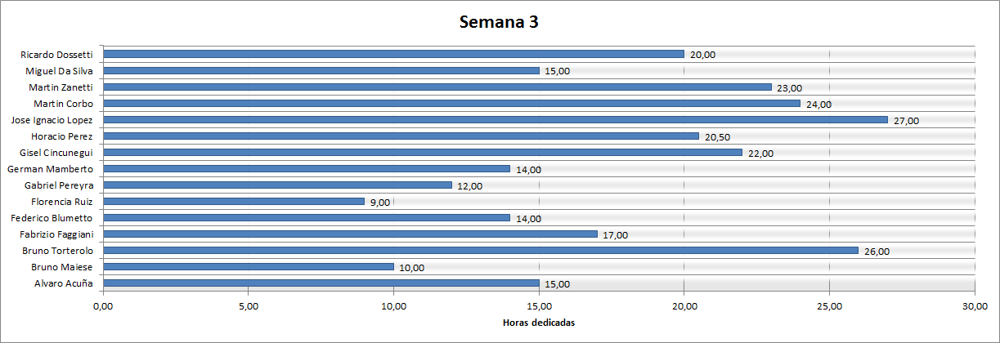 Semana 3
Ricardo Dossetti 20,00
Miguel Da Silva 15,00
Martin Zanetti 23,00
Martin Corbo 24,00
Jose Ignacio Lopez 27,00
Horacio Perez 20,50
Gisel Cincunegui 22,00
German Mamberto 14,00
Gabriel Pereyra 12,00
Florencia Ruiz 9,00
Federico Blumetto 14,00
Fabrizio Faggiani 17,00
Bruno Torterolo 26,00
Bruno Maiese 10,00
Alvaro Acuña 15,00
0,00 5,00 10,00 15,00 20,00 25,00 30,00
Horas dedicadas